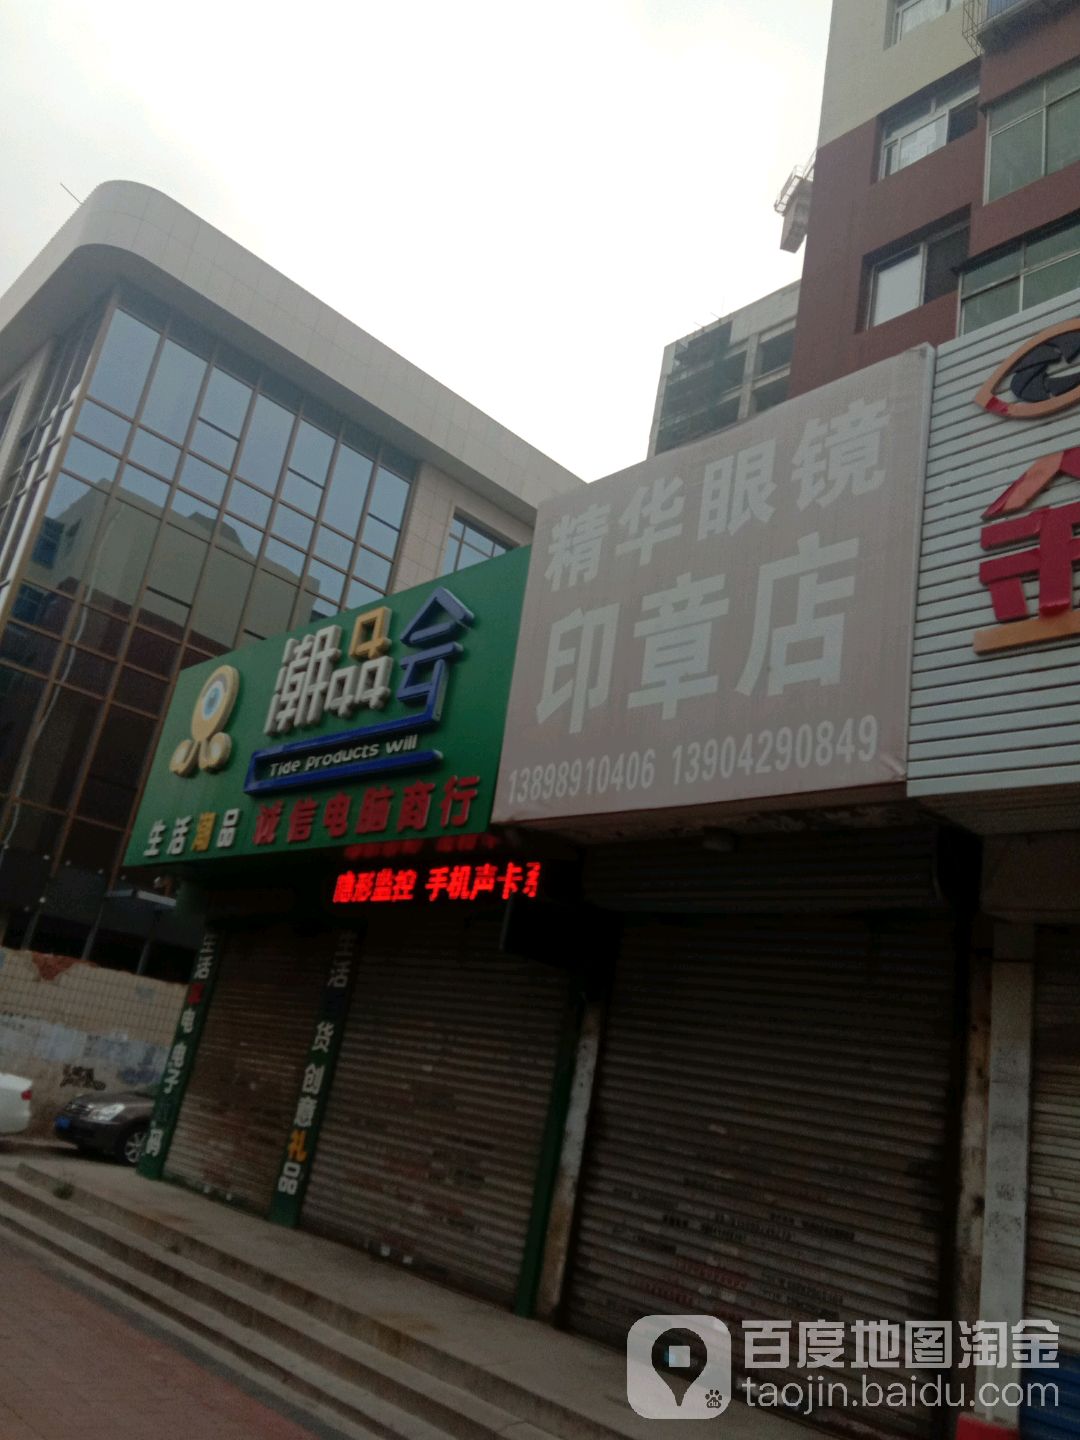 精华眼镜
印章店
13898910406 13904290849
金
潮品会
Tide Products Will
生活潮品 诚信电脑商行
隐形监控 手机声卡
货创意礼品
电电子
百度地图淘金
taojin.baidu.com